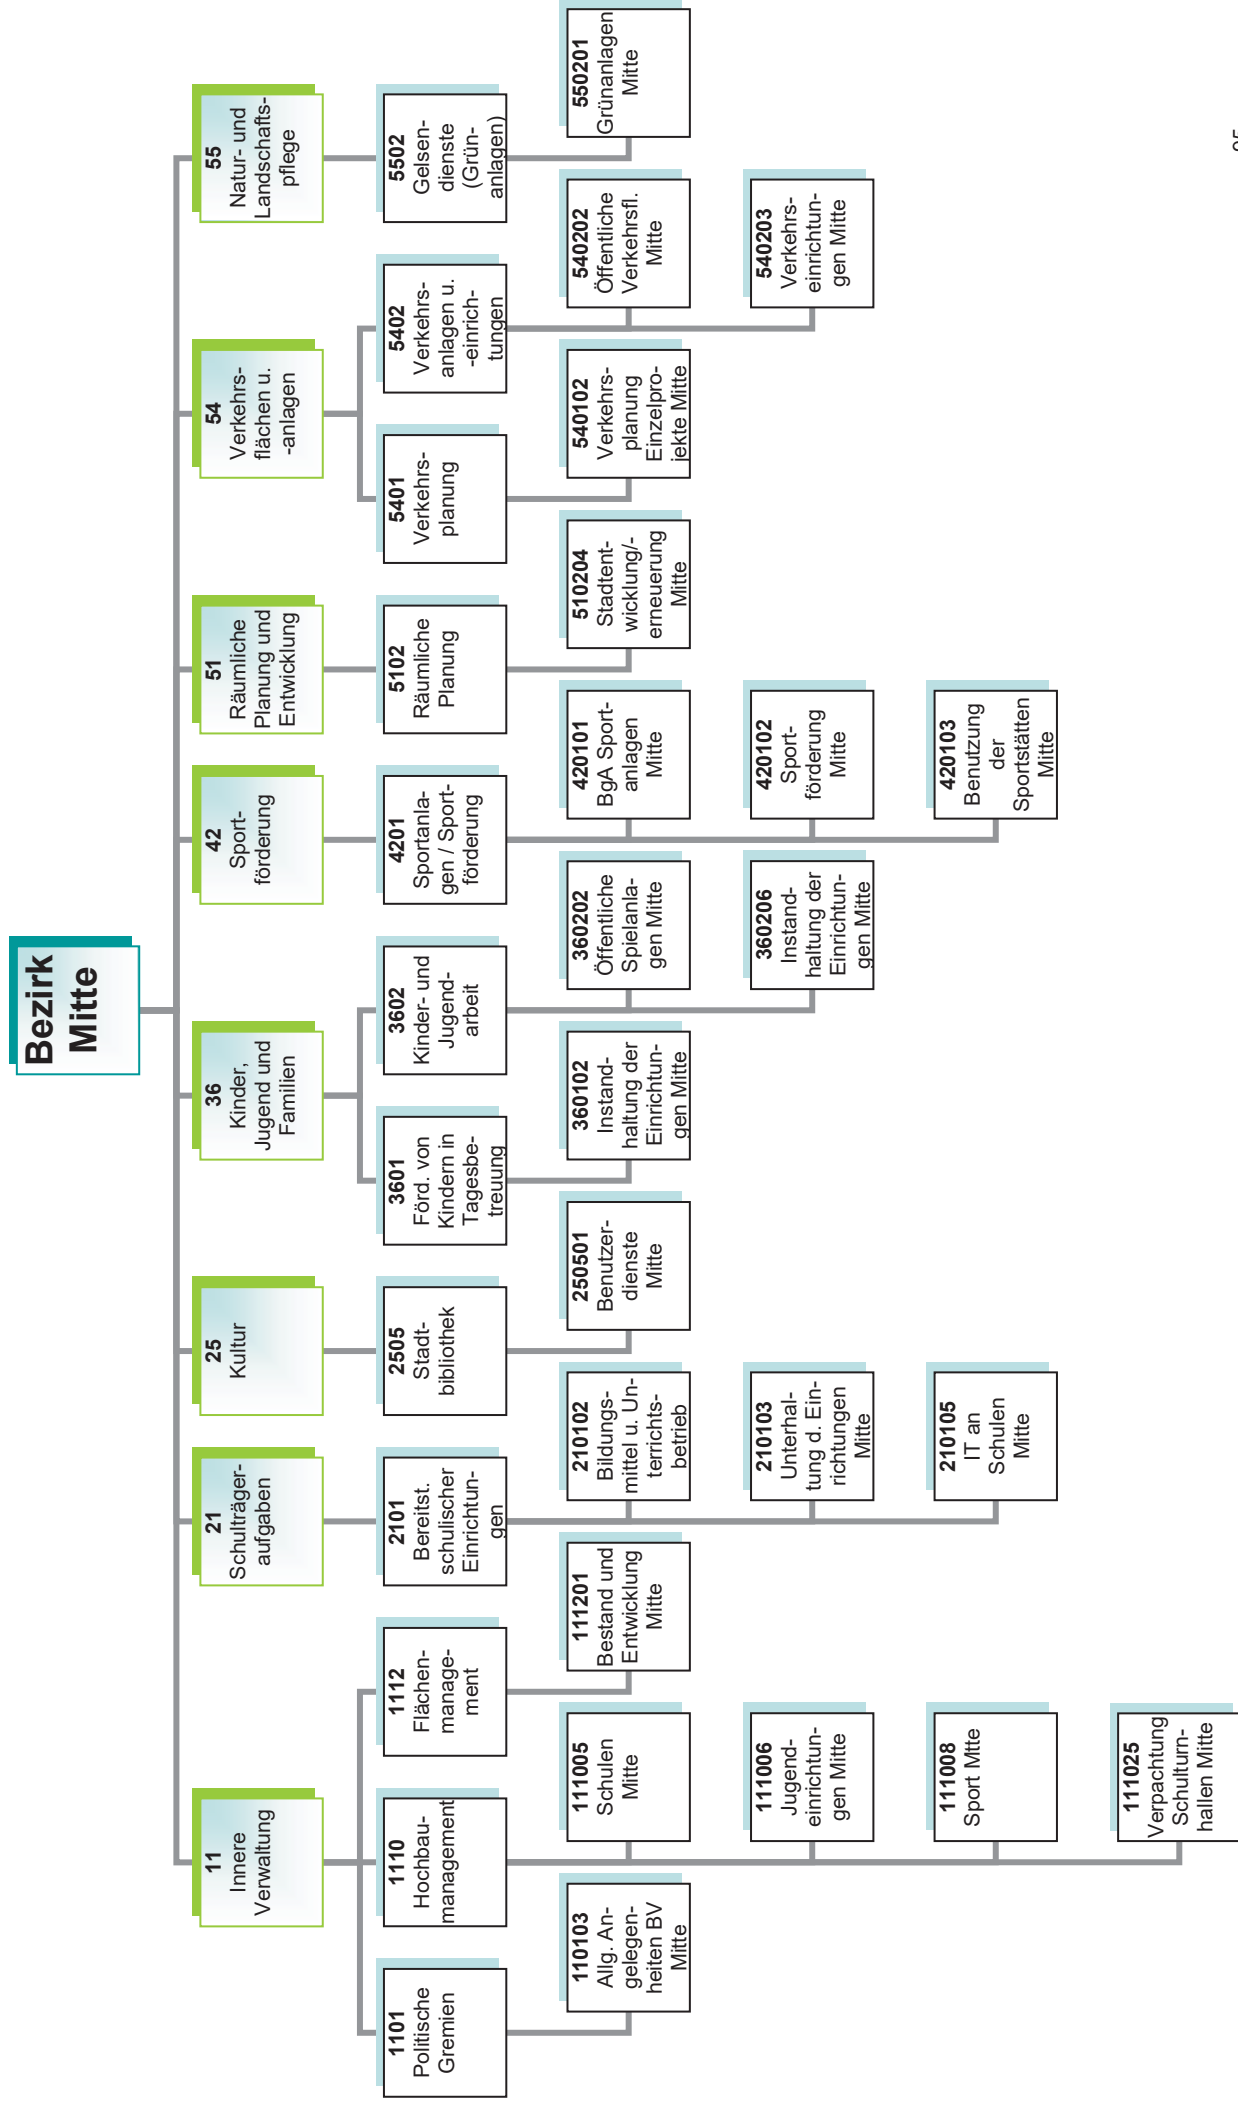 Bezirk
Mitte
11
Innere
Verwaltung
21
Schulträger-
aufgaben
25
Kultur
36
Kinder,
Jugend und
Familien
42
Sport-
förderung
51
Räumliche
Planung und
Entwicklung
54
Verkehrs-
flächen u.
-anlagen
55
Natur- und
Landschafts-
pflege
1101
Politische
Gremien
1110
Hochbau-
management
1112
Flächen-
manage-
ment
2101
Bereitst.
schulischer
Einrichtun-
gen
2505
Stadt-
bibliothek
3601
Förd. von
Kindern in
Tagesbe-
treuung
3602
Kinder- und
Jugend-
arbeit
4201
Sportanla-
gen / Sport-
förderung
5102
Räumliche
Planung
5401
Verkehrs-
planung
5402
Verkehrs-
anlagen u.
-einrich-
tungen
5502
Gelsen-
dienste
(Grün-
anlagen)
110103
Allg. An-
gelegen-
heiten BV
Mitte
111005
Schulen
Mitte
111201
Bestand und
Entwicklung
Mitte
210102
Bildungs-
mittel u. Un-
terrichts-
betrieb
250501
Benutzer-
dienste
Mitte
360102
Instand-
haltung der
Einrichtun-
gen Mitte
360202
Öffentliche
Spielanla-
gen Mitte
420101
BgA Sport-
anlagen
Mitte
510204
Stadtent-
wicklung/-
erneuerung
Mitte
540102
Verkehrs-
planung
Einzelpro-
jekte Mitte
540202
Öffentliche
Verkehrsfl.
Mitte
550201
Grünanlagen
Mitte
111006
Jugend-
einrichtun-
gen Mitte
210103
Unterhal-
tung d. Ein-
richtungen
Mitte
360206
Instand-
haltung der
Einrichtun-
gen Mitte
420102
Sport-
förderung
Mitte
540203
Verkehrs-
einrichtun-
gen Mitte
111008
Sport Mtte
210105
IT an
Schulen
Mitte
420103
Benutzung
der
Sportstätten
Mitte
111025
Verpachtung
Schulturn-
hallen Mitte